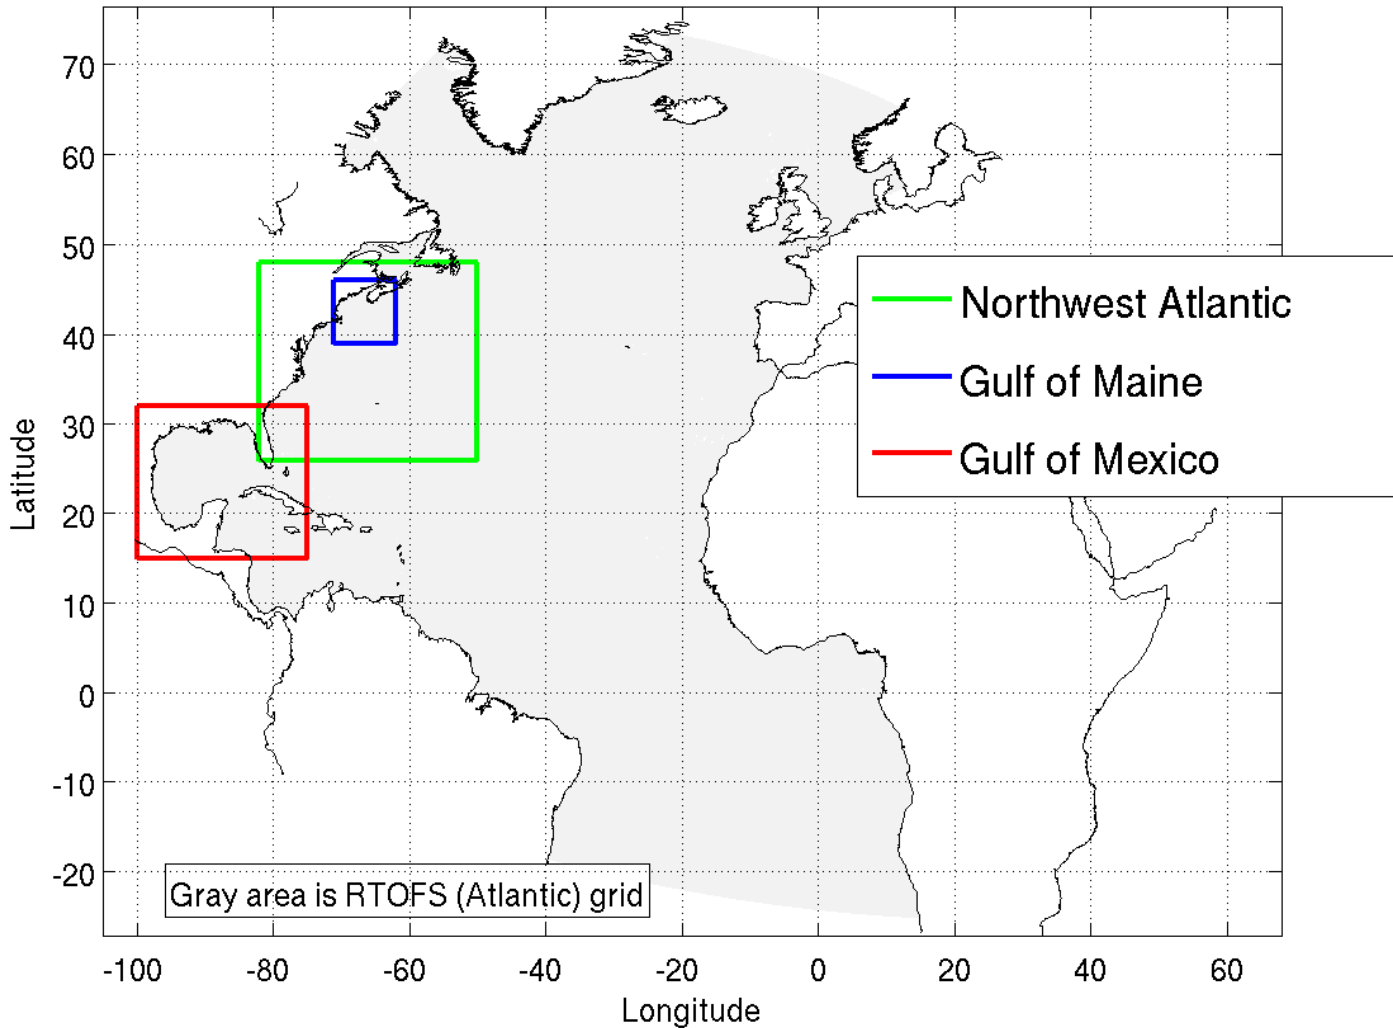 70
60
50
40
30
20
10
0
-10
-20
Latitude
Northwest Atlantic
Gulf of Maine
Gulf of Mexico
Gray area is RTOFS (Atlantic) grid
-100 -80 -60 -40 -20 0 20 40 60
Longitude